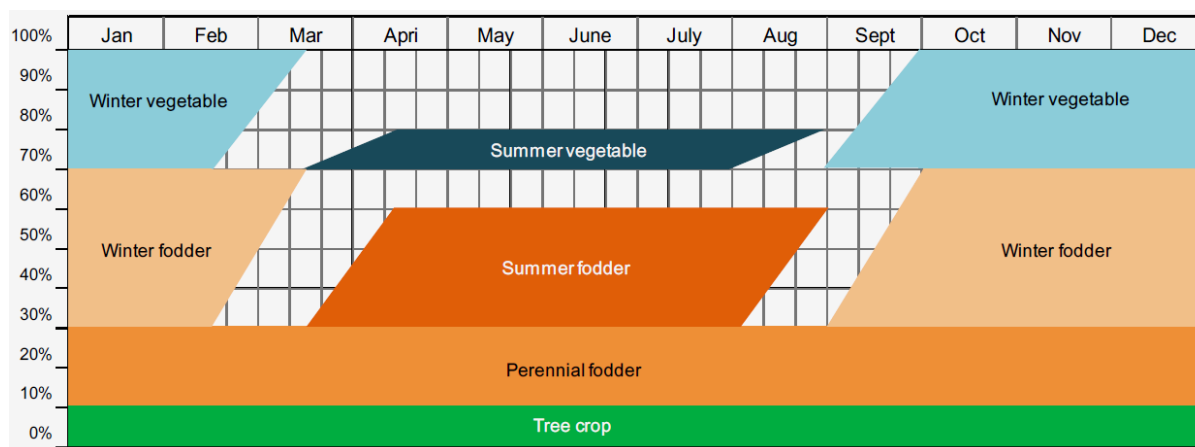 100% Jan Feb Mar Apri May June July Aug Sept Oct Nov Dec
90%
Winter vegetable Winter vegetable
80%
Summer vegetable
70%
60%
50%
Winter fodder Winter fodder
Summer fodder
40%
30%
20%
Perennial fodder
10%
Tree crop
0%